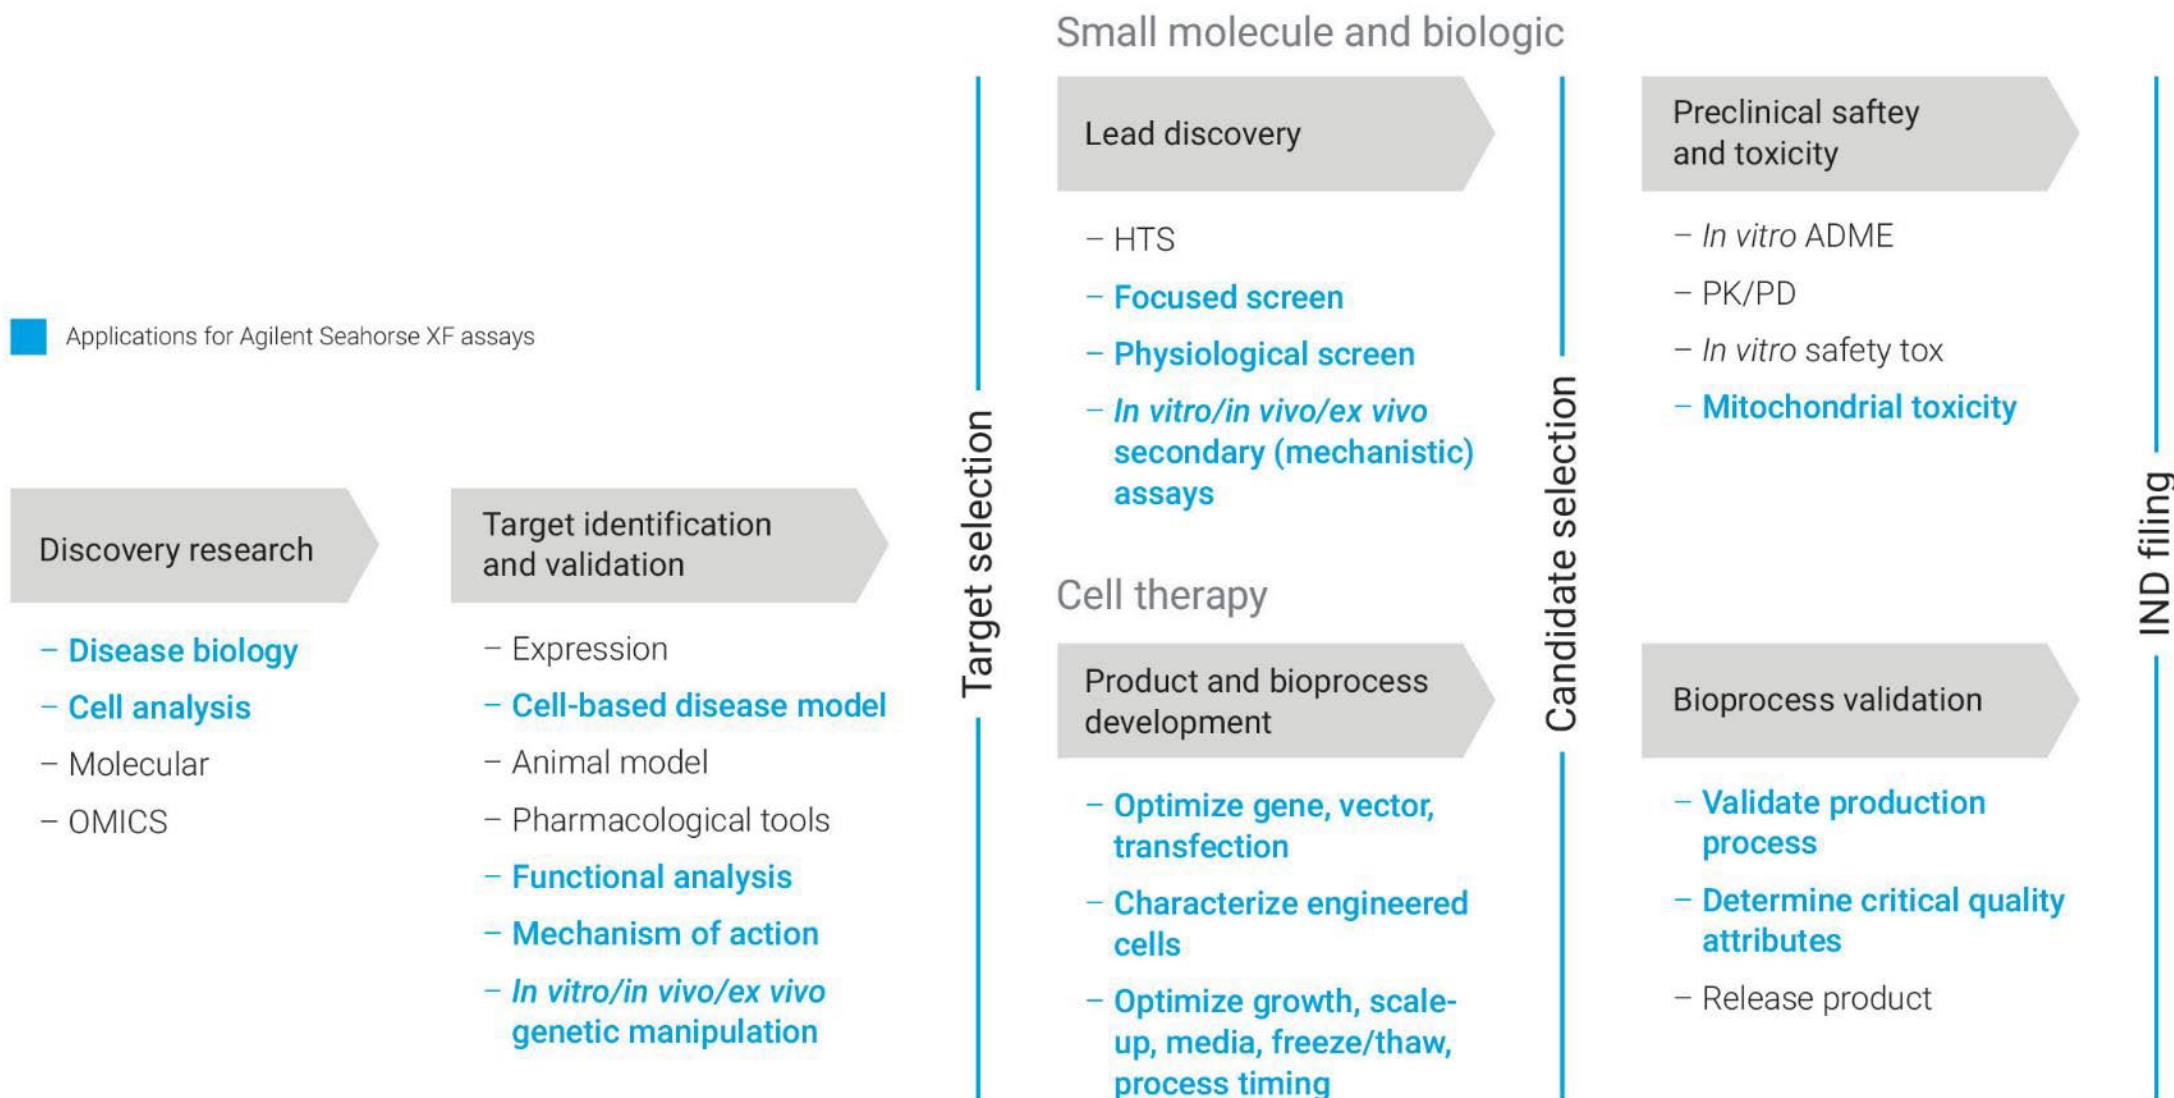 Applications for Agilent Seahorse XF assays
Discovery research
– Disease biology
– Cell analysis
– Molecular
– OMICS
Target identification
and validation
– Expression
– Cell-based disease model
– Animal model
– Pharmacological tools
– Functional analysis
– Mechanism of action
– In vitro/in vivo/ex vivo
genetic manipulation
Target selection
Small molecule and biologic
Lead discovery
– HTS
– Focused screen
– Physiological screen
– In vitro/in vivo/ex vivo
secondary (mechanistic)
assays
Cell therapy
Product and bioprocess
development
– Optimize gene, vector,
transfection
– Characterize engineered
cells
– Optimize growth, scale-
up, media, freeze/thaw,
process timing
Candidate selection
Preclinical saftey
and toxicity
– In vitro ADME
– PK/PD
– In vitro safety tox
– Mitochondrial toxicity
Bioprocess validation
– Validate production
process
– Determine critical quality
attributes
– Release product
IND filing